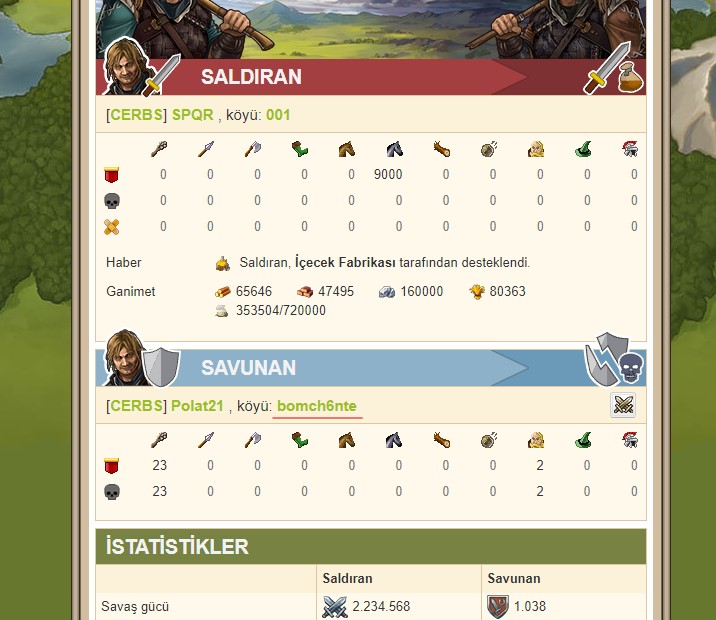 SALDIRAN
[CERBS] SPQR , köyü: 001
0 0 0 0 0 9000 0 0 0 0 0
0 0 0 0 0 0 0 0 0 0 0
0 0 0 0 0 0 0 0 0 0 0
Haber Saldıran, İçecek Fabrikası tarafından desteklendi.
Ganimet 65646 47495 160000 80363
353504/720000
SAVUNAN
[CERBS] Polat21 , köyü: bomch6nte
23 0 0 0 0 0 0 0 2 0 0
23 0 0 0 0 0 0 0 2 0 0
İSTATİSTİKLER
Saldıran Savunan
Savaş gücü 2.234.568 1.038